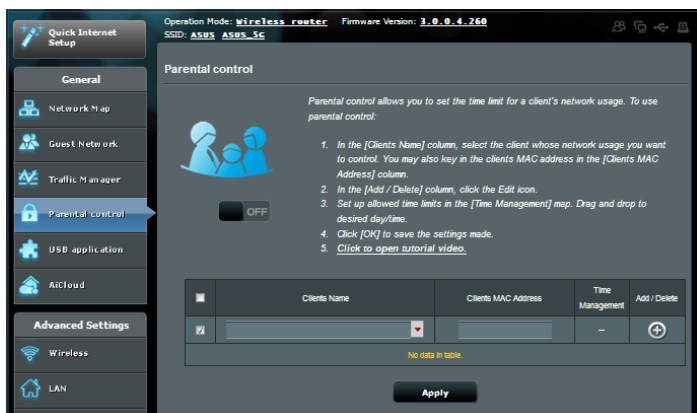 Operation Mode: Wireless router Firmware Version: 3.0.0.4.260
SSID: ASUS ASUS_5G
Quick Internet
Setup
General
Network Map
Guest Network
Traffic Manager
Parental control
USB application
AiCloud
Advanced Settings
Wireless
LAN
Parental control
Parental control allows you to set the time limit for a client's network usage. To use
parental control:
1. In the [Clients Name] column, select the client whose network usage you want
to control. You may also key in the clients MAC address in the [Clients MAC
Address] column.
2. In the [Add / Delete] column, click the Edit icon.
3. Set up allowed time limits in the [Time Management] map. Drag and drop to
desired day/time.
4. Click [OK] to save the settings made.
5. Click to open tutorial video.
OFF
Clients Name Clients MAC Address Time Management Add / Delete
–
No data in table.
Apply